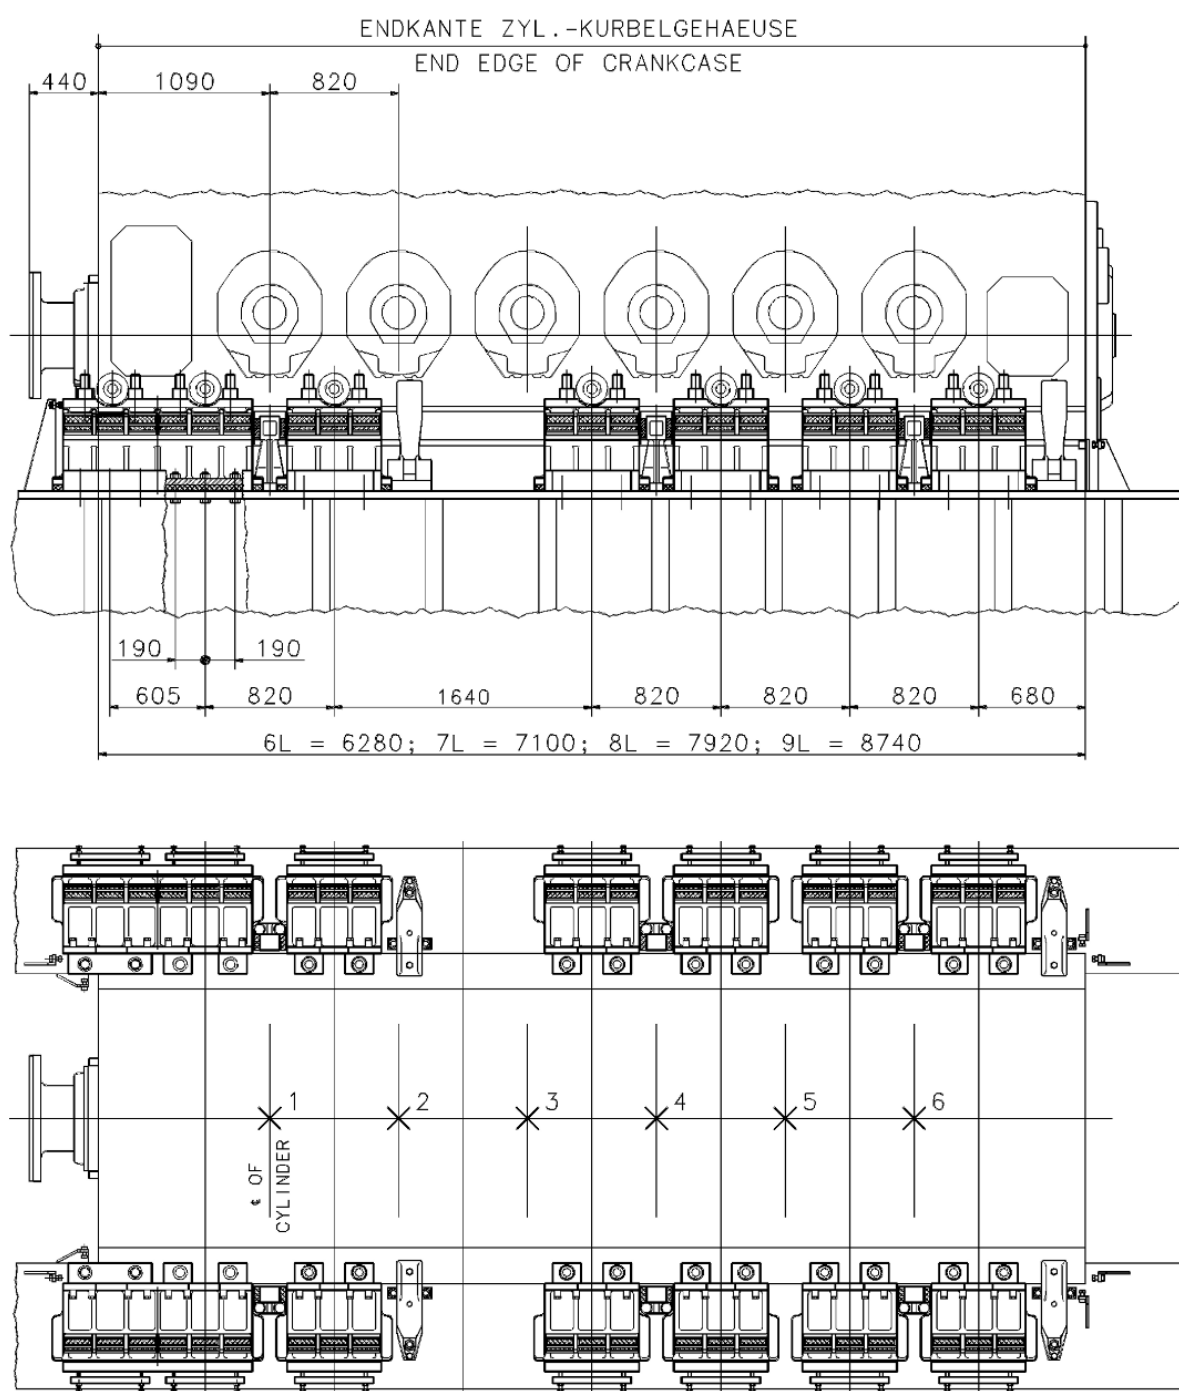 ENDKANTE ZYL.-KURBELGEHAEUSE
END EDGE OF CRANKCASE
440 1090 820
190 190
605 820 1640 820 820 820 680
6L = 6280; 7L = 7100; 8L = 7920; 9L = 8740
1 2 3 4 5 6
℄ OF
CYLINDER